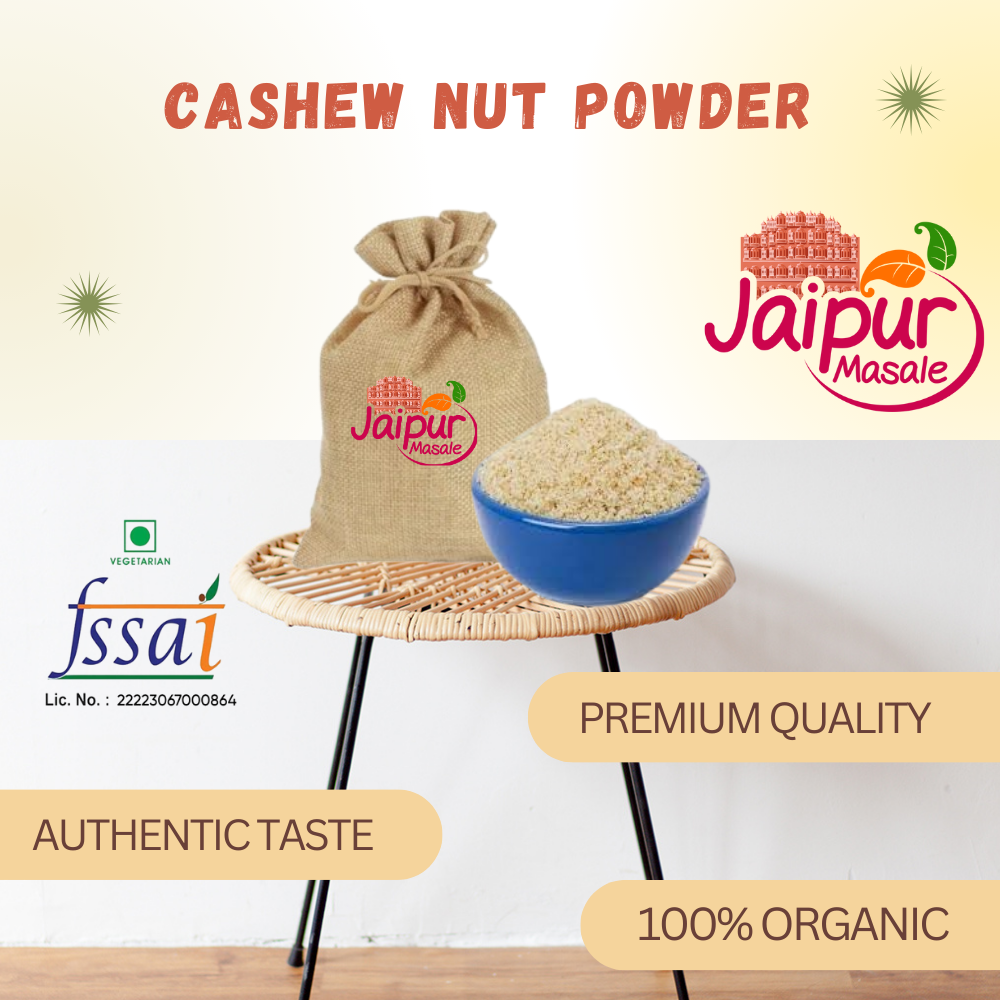 CASHEW NUT POWDER
Jaipur
Masale
Jaipur
Masale
VEGETARIAN
fssai
Lic. No. : 22223067000864
PREMIUM QUALITY
AUTHENTIC TASTE
100% ORGANIC